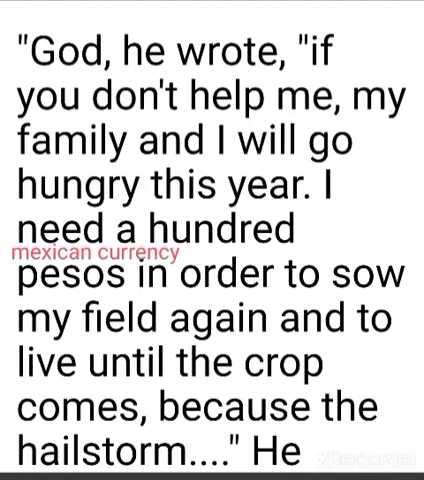 "God, he wrote, "if
you don't help me, my
family and I will go
hungry this year. I
need a hundred
mexican currency
pesos in order to sow
my field again and to
live until the crop
comes, because the
hailstorm...." He
XRecorder